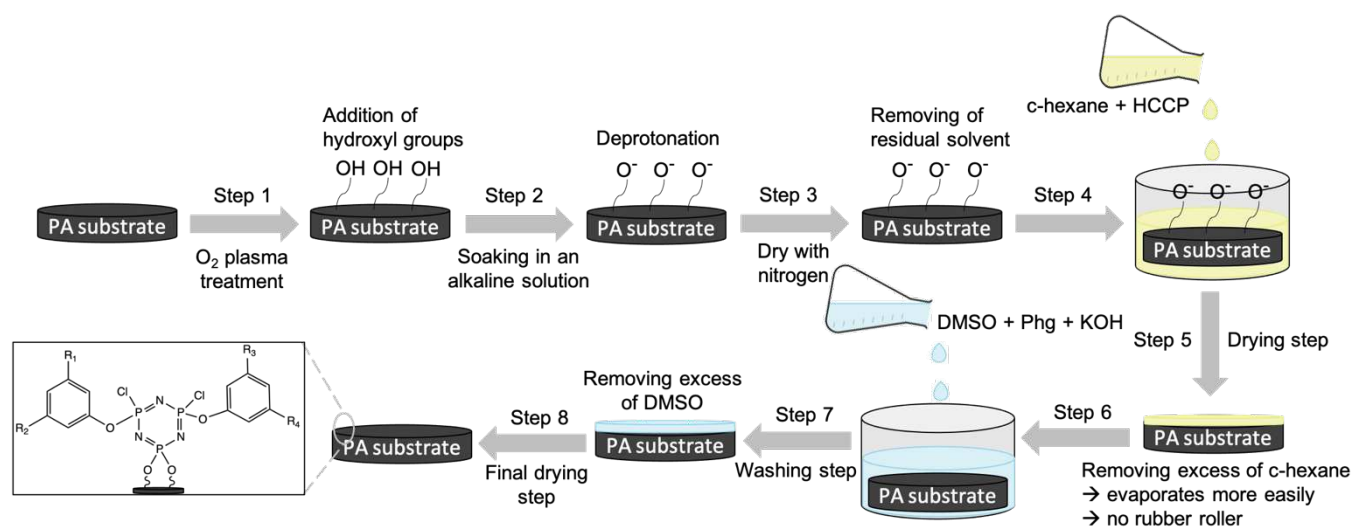 c-hexane + HCCP
Addition of
hydroxyl groups
OH OH OH
Deprotonation
O- O- O-
Removing of
residual solvent
O- O- O-
O- O- O-
Step 1
Step 2
Step 3
Step 4
PA substrate
PA substrate
PA substrate
PA substrate
PA substrate
O₂ plasma
treatment
Soaking in an
alkaline solution
Dry with
nitrogen
DMSO + Phg + KOH
Step 5
Drying step
Removing excess
of DMSO
Step 8
Step 7
Step 6
PA substrate
PA substrate
PA substrate
PA substrate
Final drying
step
Washing step
Removing excess of c-hexane
→ evaporates more easily
→ no rubber roller
R₁
R₃
Cl
Cl
N
P
P
R₂
O
O
R₄
N
N
P
O
O